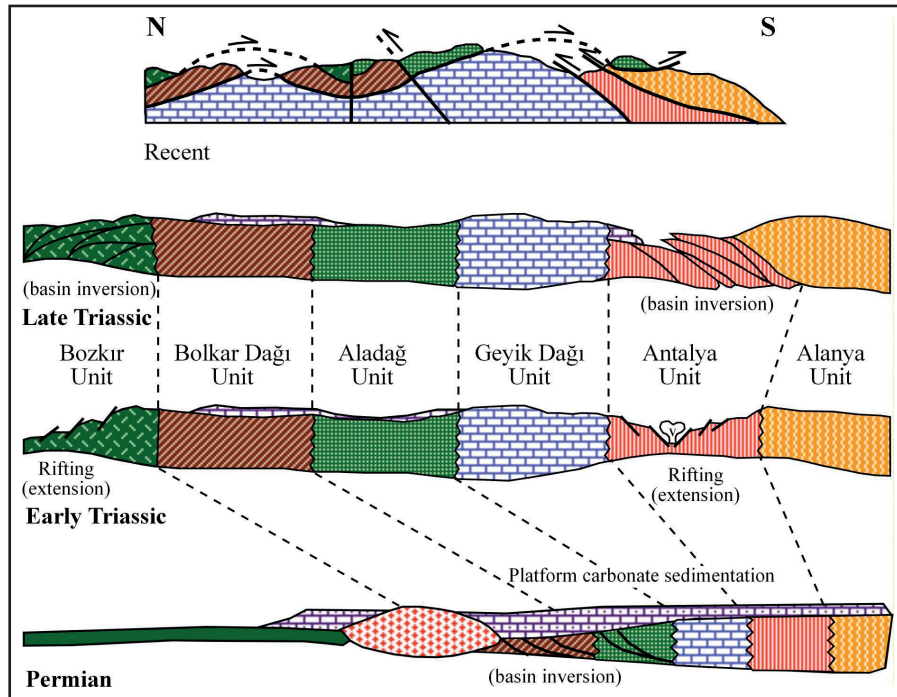 N
S
Recent
(basin inversion)
Late Triassic
(basin inversion)
Bozkır
Unit
Bolkar Dağı
Unit
Aladağ
Unit
Geyik Dağı
Unit
Antalya
Unit
Alanya
Unit
Rifting
(extension)
Early Triassic
Rifting
(extension)
Platform carbonate sedimentation
(basin inversion)
Permian